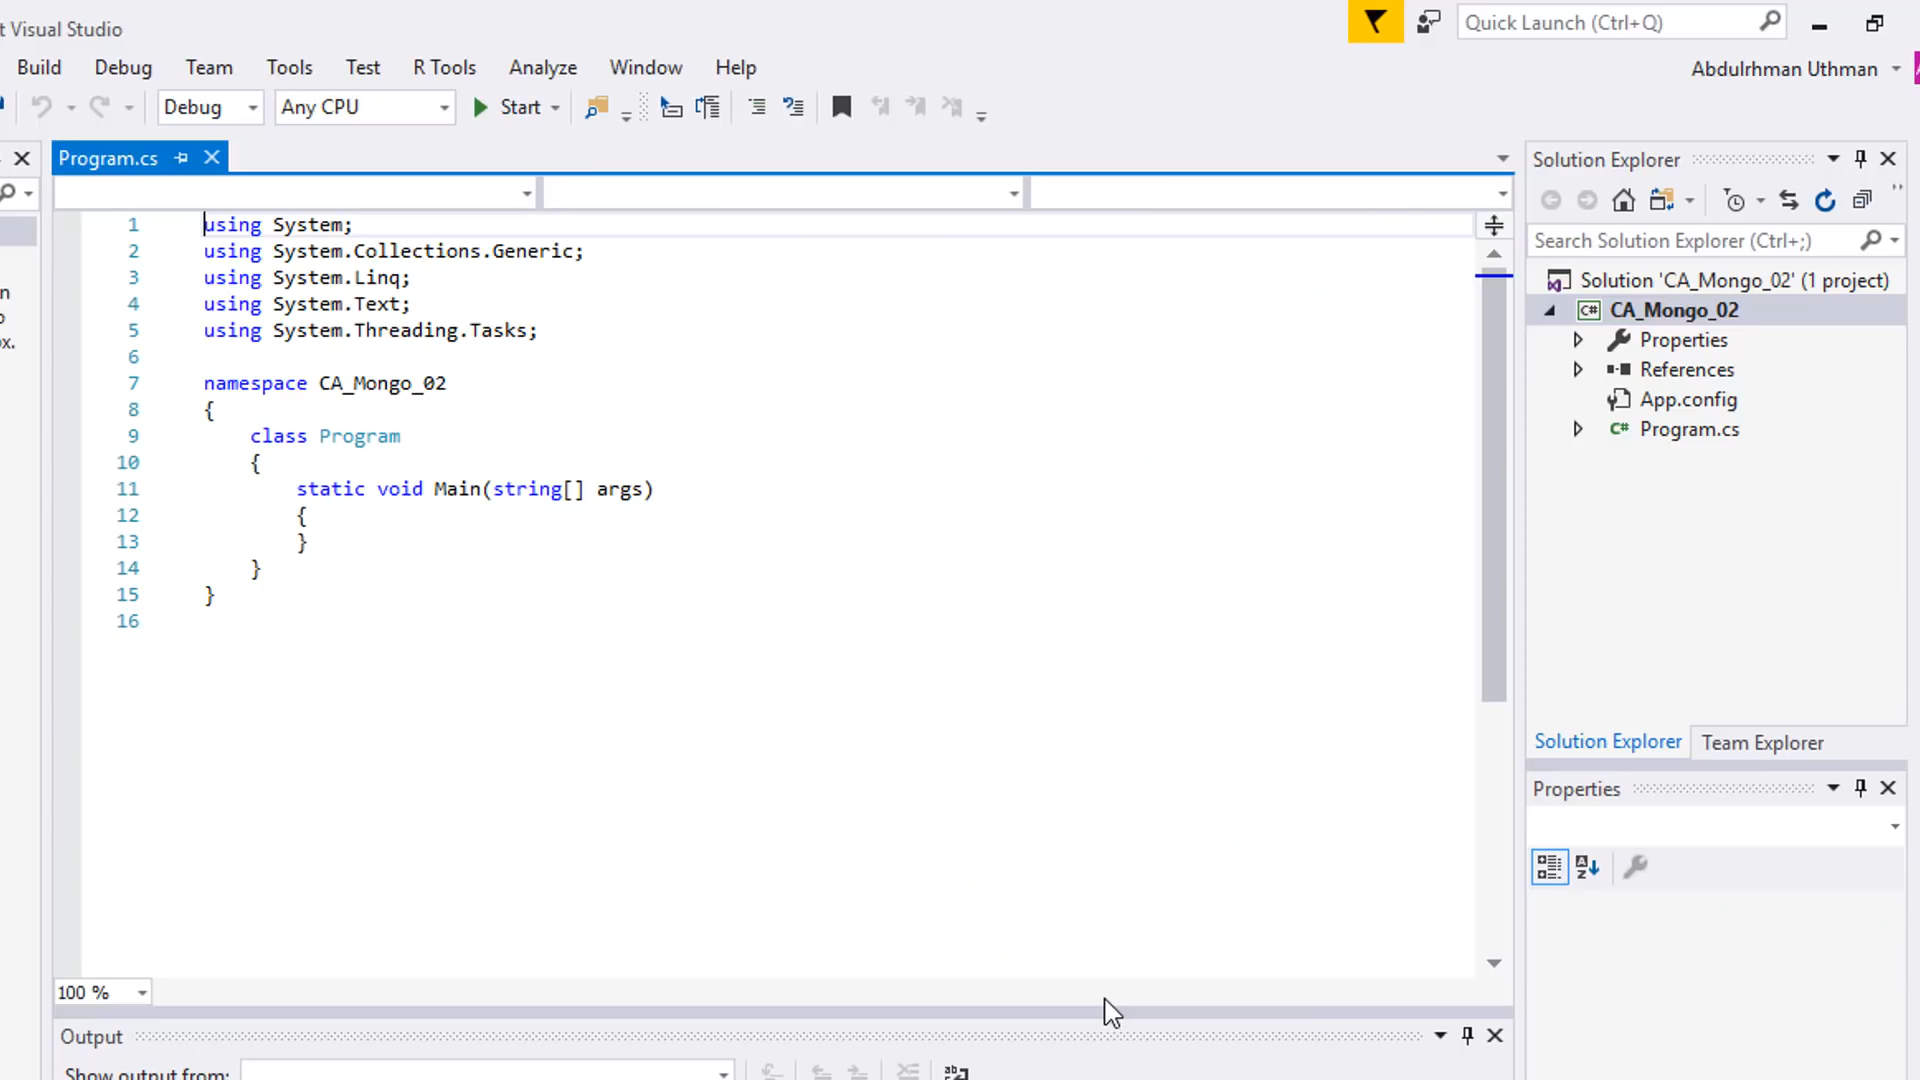 t Visual Studio
Quick Launch (Ctrl+Q)
Build Debug Team Tools Test R Tools Analyze Window Help
Abdulrhman Uthman
Debug Any CPU Start
Program.cs
1 using System;
2 using System.Collections.Generic;
3 using System.Linq;
4 using System.Text;
5 using System.Threading.Tasks;
6
7 namespace CA_Mongo_02
8 {
9 class Program
10 {
11 static void Main(string[] args)
12 {
13 }
14 }
15 }
16
100 %
Output
Show output from:
Solution Explorer
Search Solution Explorer (Ctrl+;)
Solution 'CA_Mongo_02' (1 project)
C# CA_Mongo_02
Properties
References
App.config
C# Program.cs
Solution Explorer Team Explorer
Properties